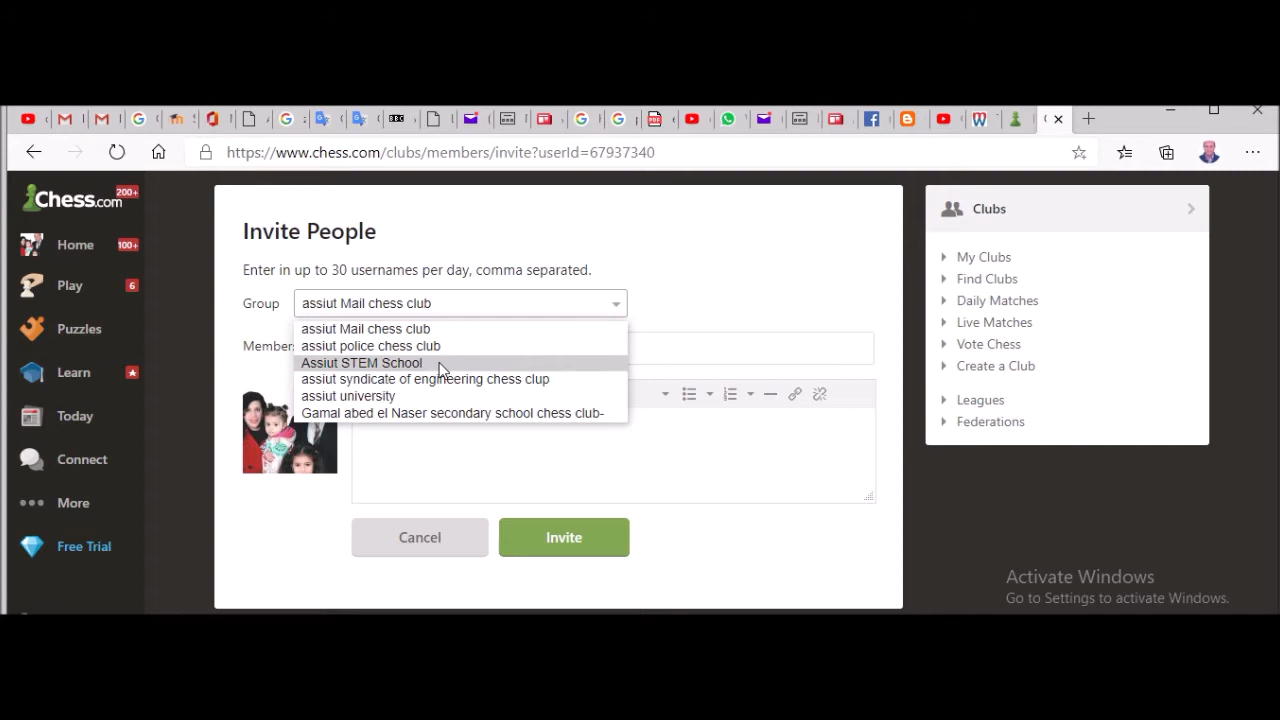 https://www.chess.com/clubs/members/invite?userId=67937340
Chess.com
200+
Home
100+
Play
6
Puzzles
Learn
Today
Connect
More
Free Trial
Invite People
Enter in up to 30 usernames per day, comma separated.
Group
assiut Mail chess club
assiut Mail chess club
assiut police chess club
Assiut STEM School
assiut syndicate of engineering chess clup
assiut university
Gamal abed el Naser secondary school chess club-
Cancel
Invite
Clubs
My Clubs
Find Clubs
Daily Matches
Live Matches
Vote Chess
Create a Club
Leagues
Federations
Activate Windows
Go to Settings to activate Windows.